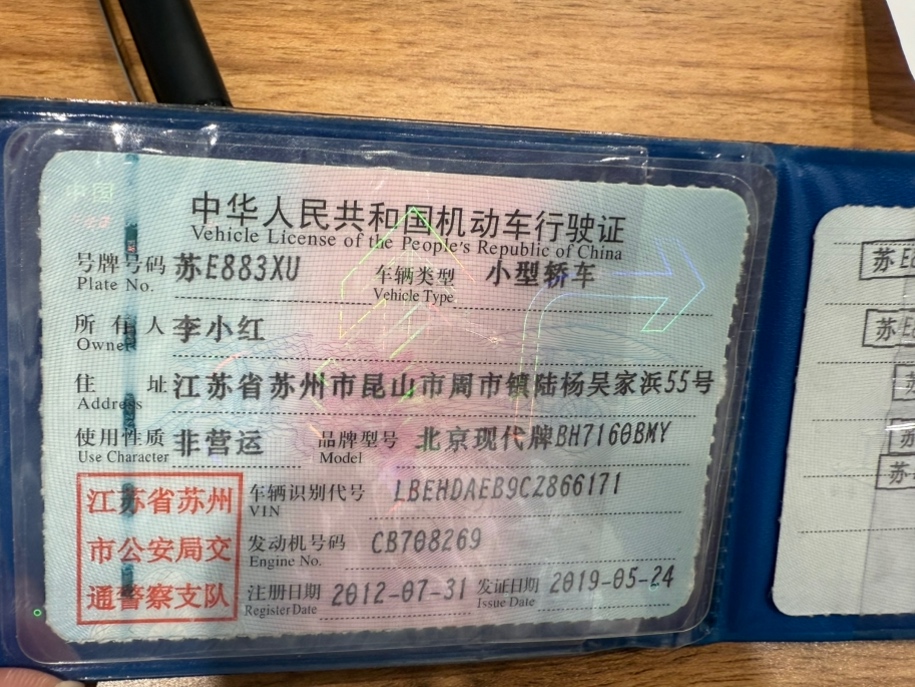 中华人民共和国机动车行驶证
Vehicle License of the People's Republic of China
号牌号码 苏E883XU 车辆类型 小型轿车
Plate No. Vehicle Type
所有人 李小红
Owner
住址 江苏省苏州市昆山市周市镇陆杨吴家浜55号
Address
使用性质 非营运 品牌型号 北京现代牌BH7160BMY
Use Character Model
江苏省苏州
市公安局交
通警察支队
车辆识别代号 LBEHDAEB9CZ866171
VIN
发动机号码 CB708269
Engine No.
注册日期 2012-07-31 发证日期 2019-05-24
Register Date Issue Date
苏E
苏E
苏
苏
苏